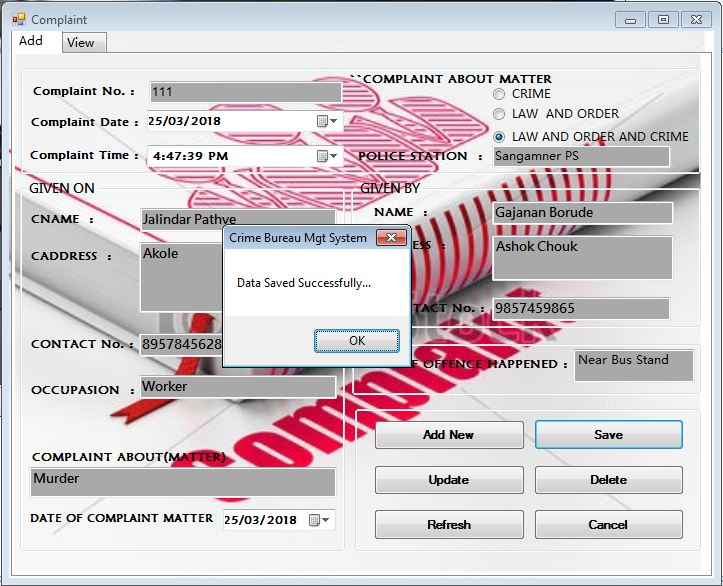 Complaint
Add View
Complaint No. : 111
Complaint Date : 25/03/2018
Complaint Time : 4:47:39 PM
COMPLAINT ABOUT MATTER
CRIME
LAW AND ORDER
LAW AND ORDER AND CRIME
POLICE STATION : Sangamner PS
GIVEN ON
CNAME : Jalindar Pathve
CADDRESS : Akole
CONTACT No. : 8957845628
OCCUPASION : Worker
GIVEN BY
NAME : Gajanan Borude
ESS : Ashok Chouk
TACT No. : 9857459865
Crime Bureau Mgt System
Data Saved Successfully...
OK
OFFENCE HAPPENED : Near Bus Stand
COMPLAINT ABOUT(MATTER)
Murder
DATE OF COMPLAINT MATTER 25/03/2018
Add New Save
Update Delete
Refresh Cancel
Complaint